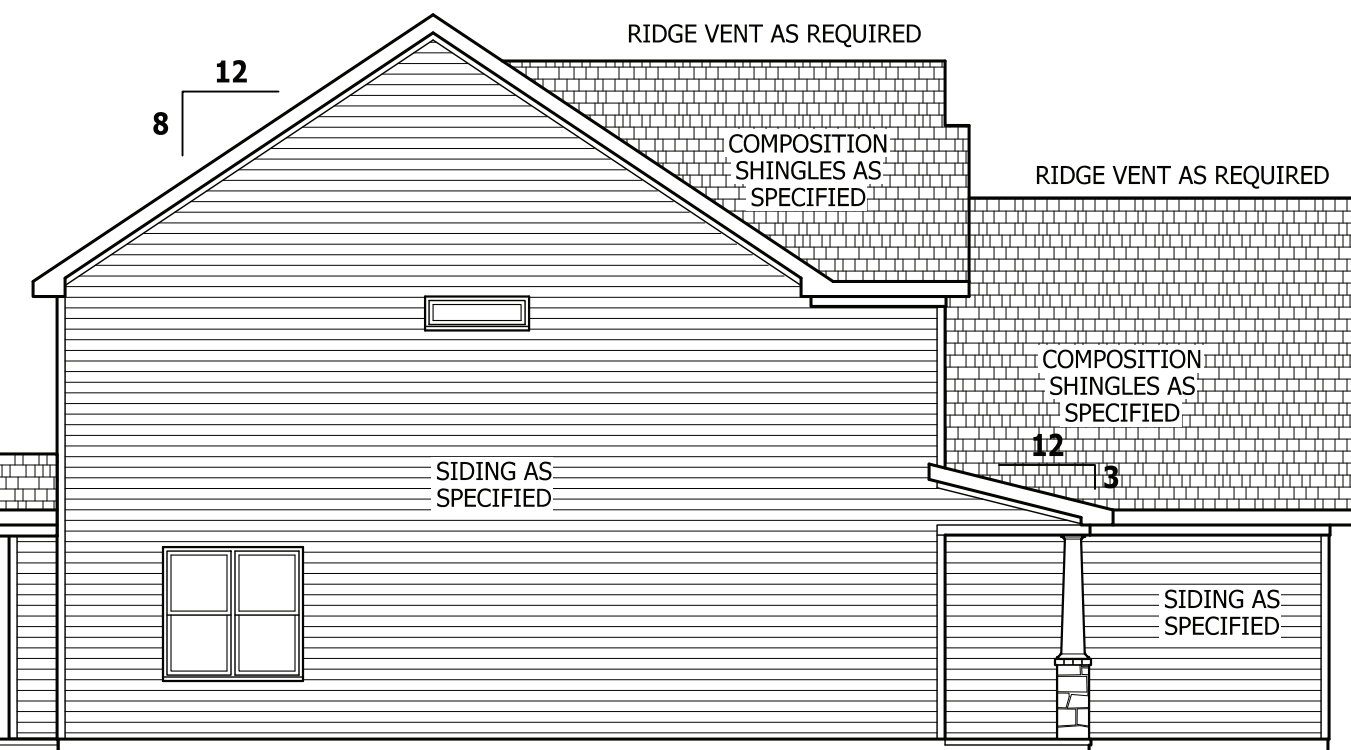 RIDGE VENT AS REQUIRED
12
8
COMPOSITION
SHINGLES AS
SPECIFIED
RIDGE VENT AS REQUIRED
COMPOSITION
SHINGLES AS
SPECIFIED
12
3
SIDING AS
SPECIFIED
SIDING AS
SPECIFIED